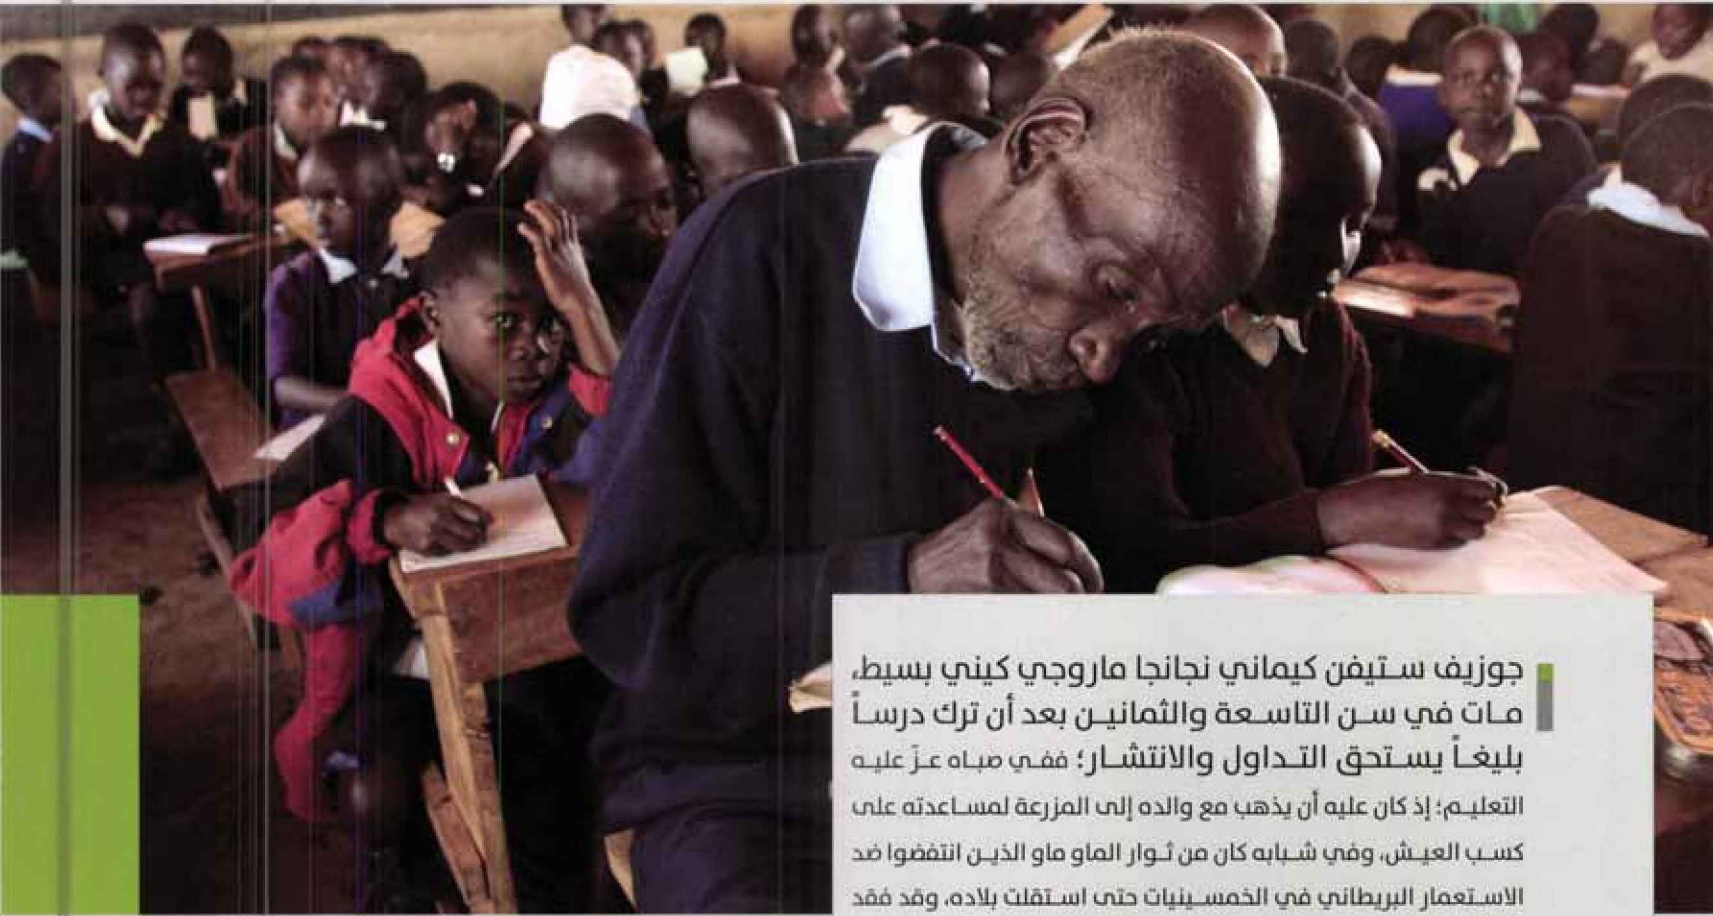 جوزيف ستيفن كيماني نجانجا ماروجي كيني بسيط،
مات في سن التاسعة والثمانين بعد أن ترك درساً
بليغاً يستحق التداول والانتشار؛ ففي صباه عزّ عليه
التعليم؛ إذ كان عليه أن يذهب مع والده إلى المزرعة لمساعدته على
كسب العيش، وفي شبابه كان من ثوار الماو ماو الذين انتفضوا ضد
الاستعمار البريطاني في الخمسينيات حتى استقلت بلاده، وقد فقد